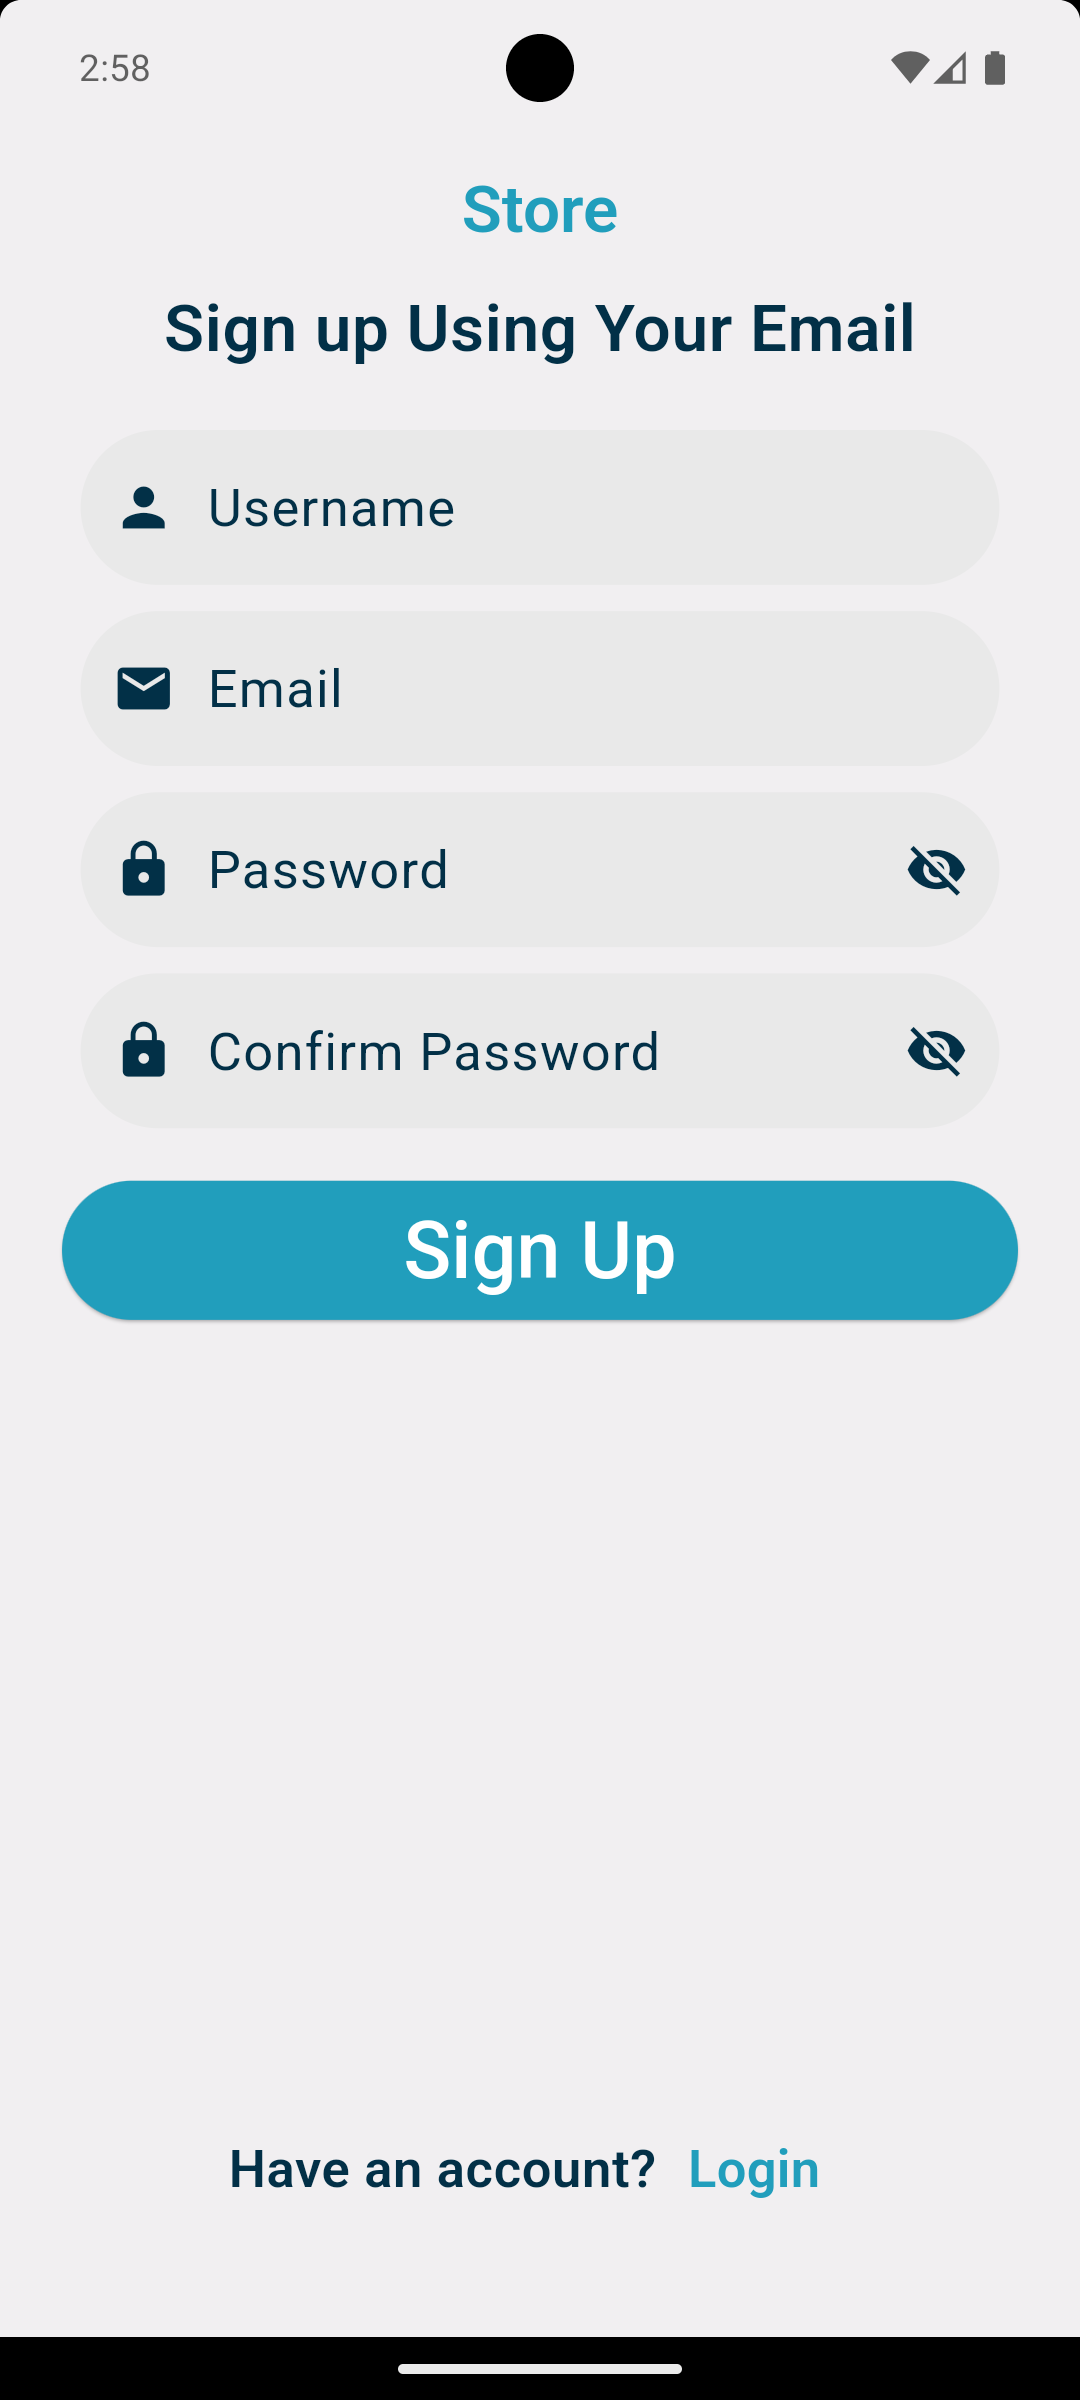 2:58
Store
Sign up Using Your Email
Username
Email
Password
Confirm Password
Sign Up
Have an account? Login